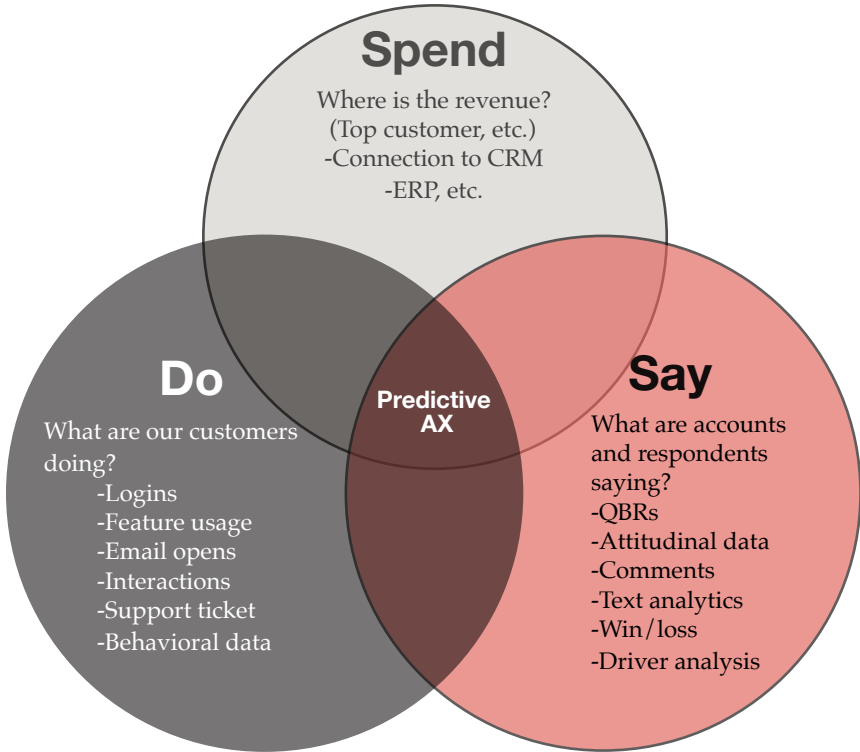 Spend
Where is the revenue?
(Top customer, etc.)
-Connection to CRM
-ERP, etc.
Do
What are our customers
doing?
-Logins
-Feature usage
-Email opens
-Interactions
-Support ticket
-Behavioral data
Predictive
AX
Say
What are accounts
and respondents
saying?
-QBRs
-Attitudinal data
-Comments
-Text analytics
-Win/loss
-Driver analysis